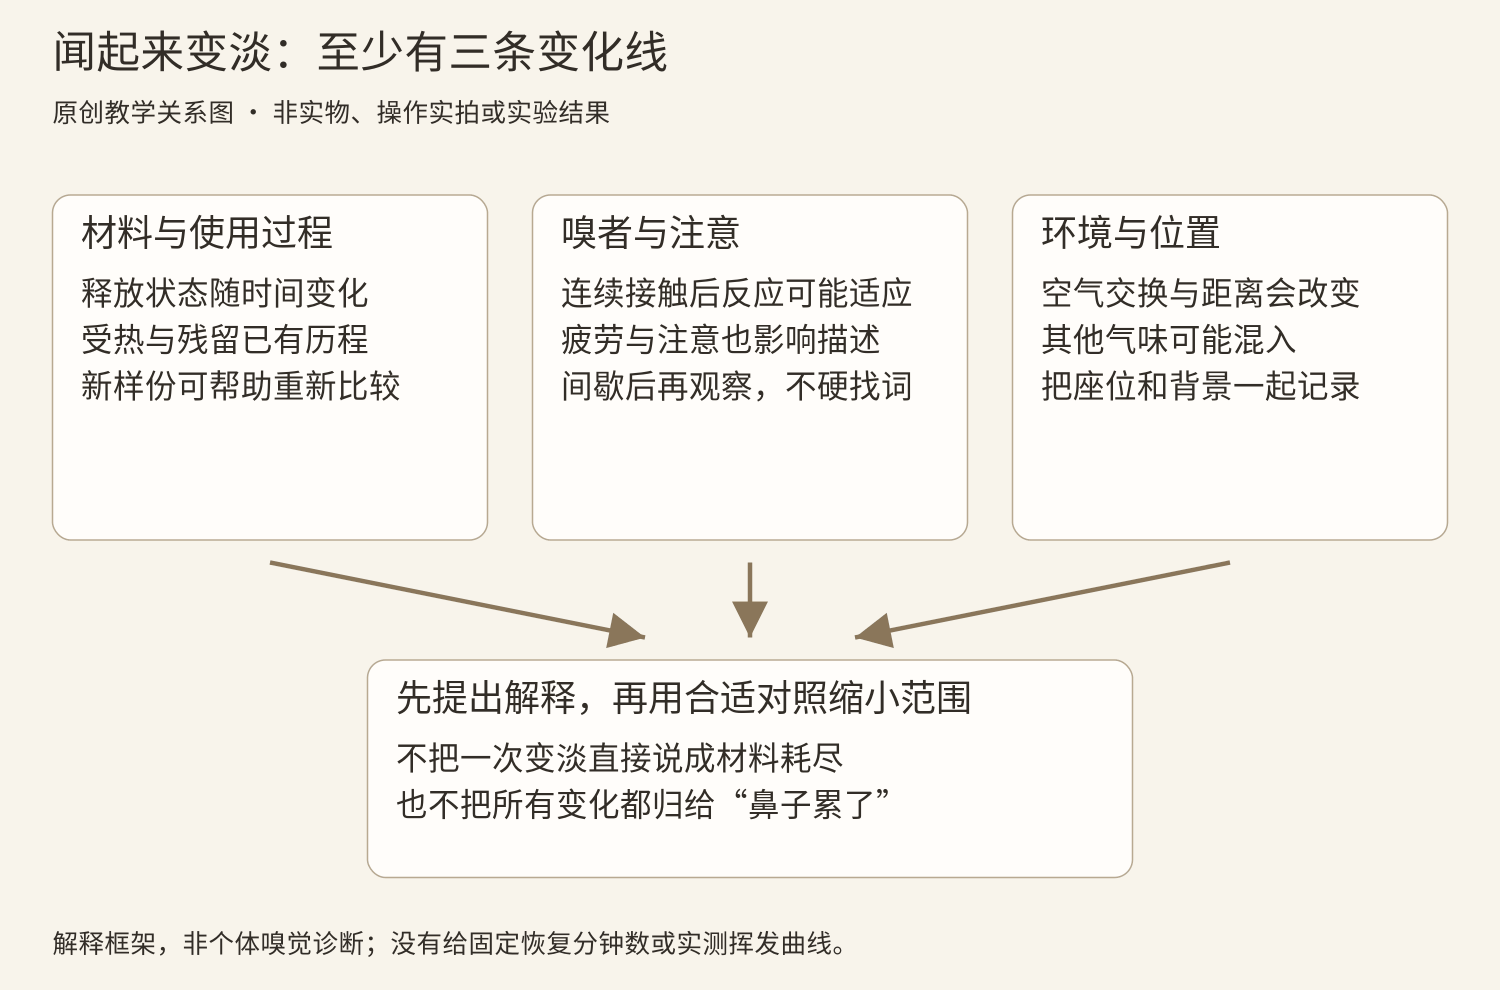 闻起来变淡：至少有三条变化线
原创教学关系图 · 非实物、操作实拍或实验结果
材料与使用过程
释放状态随时间变化
受热与残留已有历程
新样份可帮助重新比较
嗅者与注意
连续接触后反应可能适应
疲劳与注意也影响描述
间歇后再观察，不硬找词
环境与位置
空气交换与距离会改变
其他气味可能混入
把座位和背景一起记录
先提出解释，再用合适对照缩小范围
不把一次变淡直接说成材料耗尽
也不把所有变化都归给“鼻子累了”
解释框架，非个体嗅觉诊断；没有给固定恢复分钟数或实测挥发曲线。